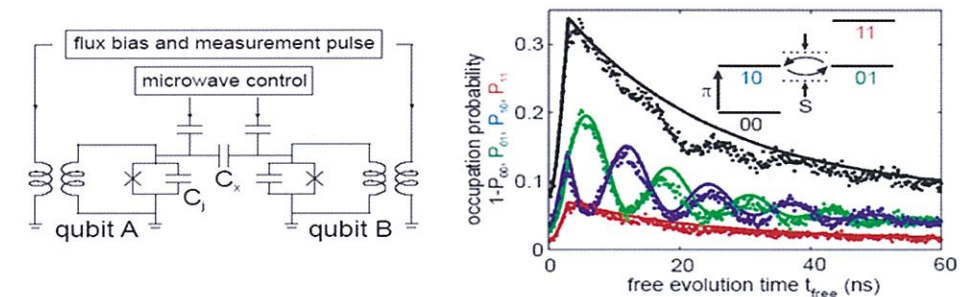 flux bias and measurement pulse
microwave control
C_x
C_j
qubit A
qubit B
occupation probability
1-P_00, P_01, P_10, P_11
0.3
0.2
0.1
0
11
10
01
π
00
S
0
20
40
60
free evolution time t_free (ns)